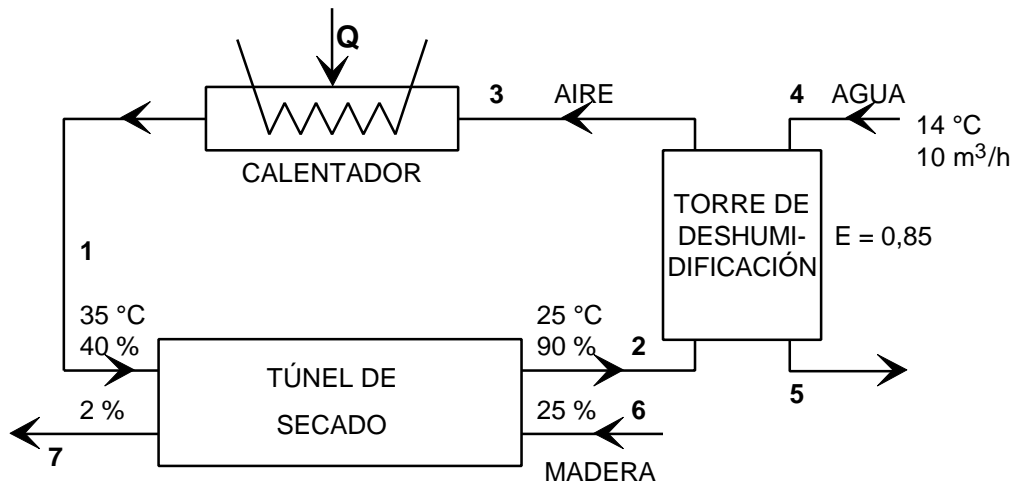 Q
3 AIRE
4 AGUA
14 °C
10 m³/h
CALENTADOR
TORRE DE
DESHUMI-
DIFICACIÓN
E = 0,85
1
35 °C
40 %
25 °C
90 % 2
TÚNEL DE
SECADO
5
2 %
25 % 6
7
MADERA